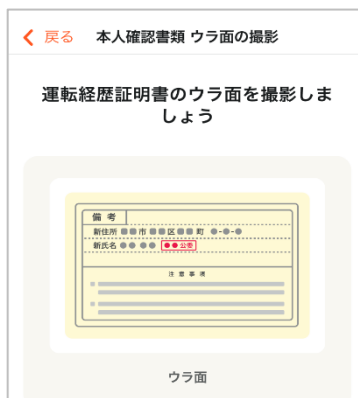 戻る 本人確認書類 ウラ面の撮影
運転経歴証明書のウラ面を撮影しま
しょう
備考
新住所 ●●市●●区●●町 ●-●-●
新氏名 ●● ●● ●●公委
注意事項
ウラ面